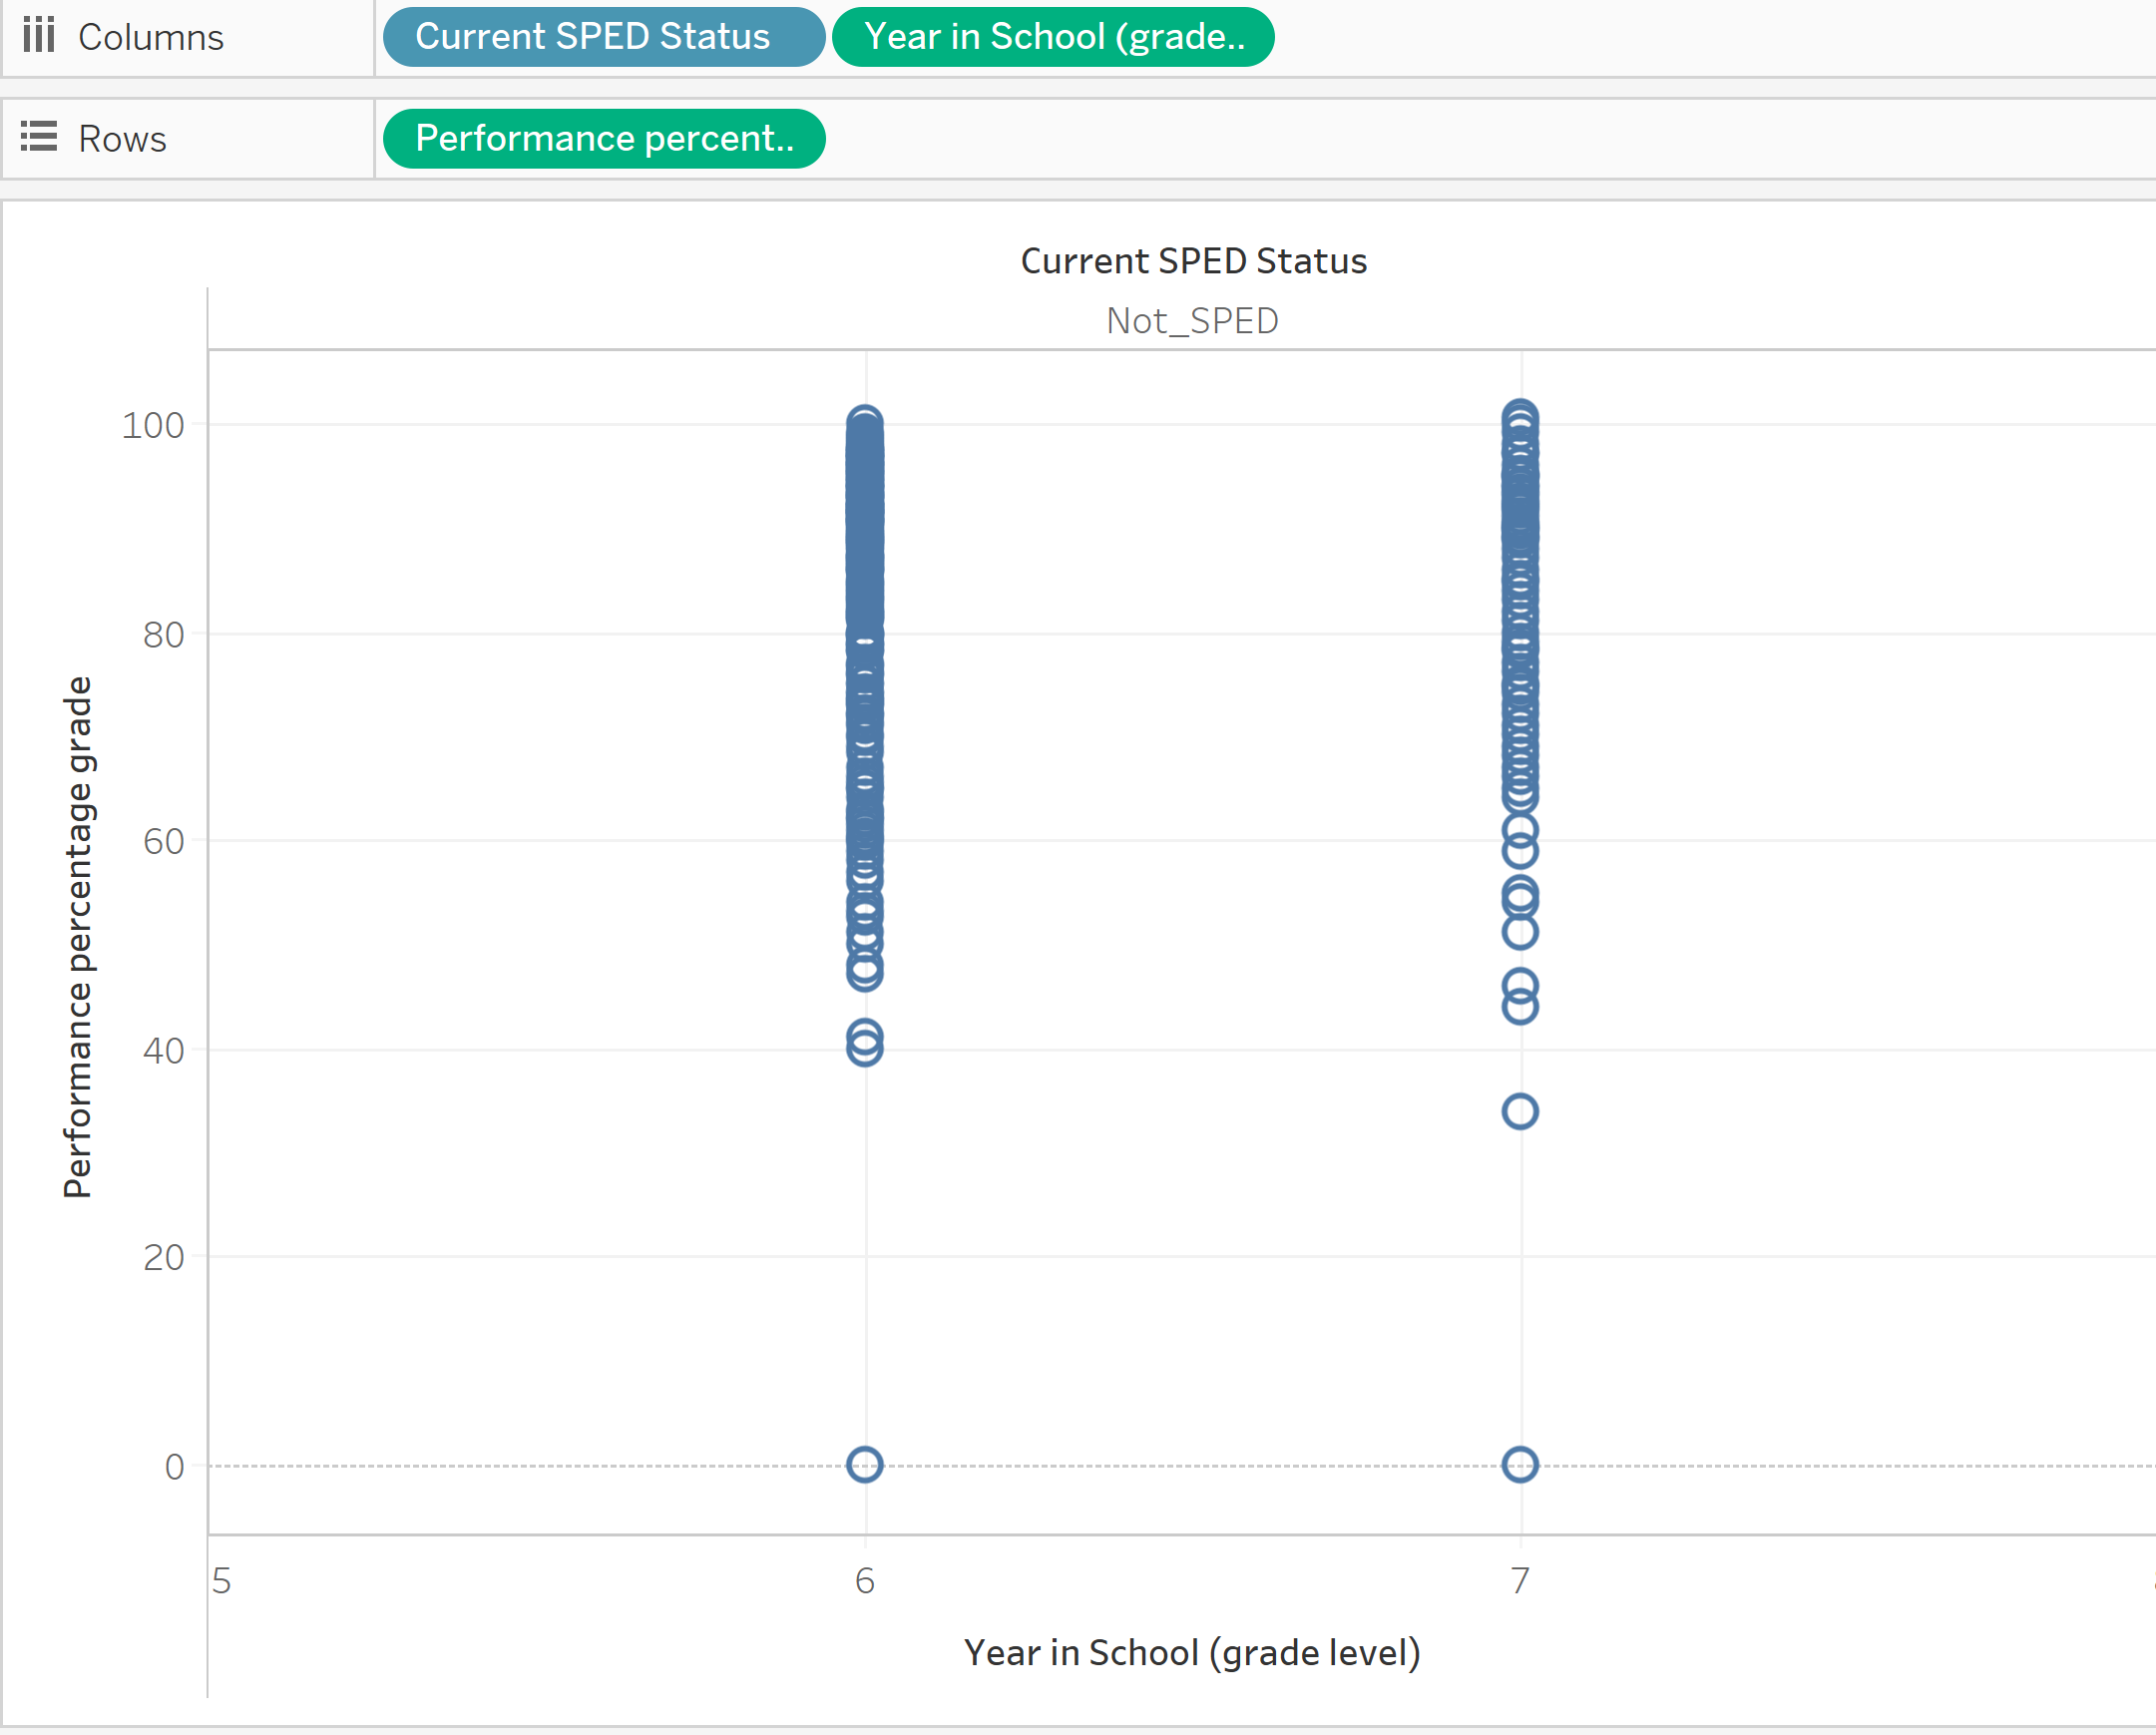 Columns
Current SPED Status
Year in School (grade..
Rows
Performance percent..
Current SPED Status
Not_SPED
Performance percentage grade
100
80
60
40
20
0
5
6
7
Year in School (grade level)